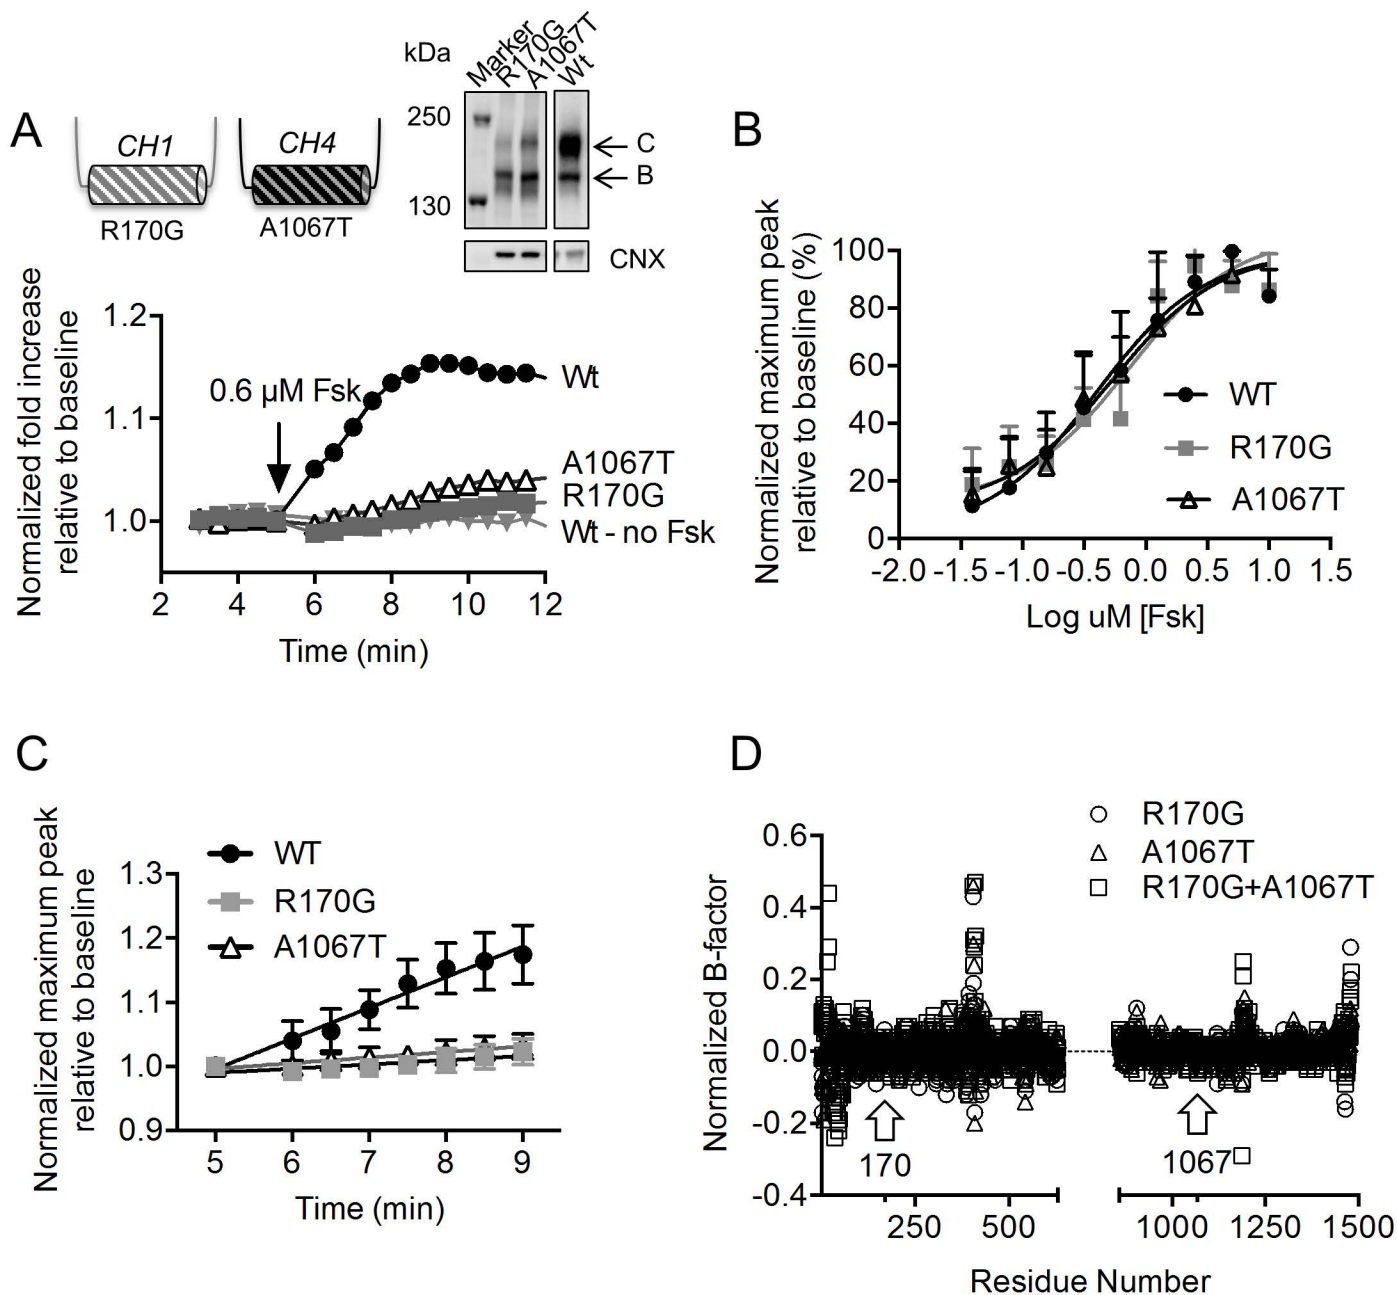 A
CH1
R170G
CH4
A1067T
kDa
Marker
R170G
A1067T
Wt
250
130
C
B
CNX
Normalized fold increase
relative to baseline
1.2
1.1
1.0
0.6 µM Fsk
Wt
A1067T
R170G
Wt - no Fsk
2 4 6 8 10 12
Time (min)
B
Normalized maximum peak
relative to baseline (%)
100
80
60
40
20
0
WT
R170G
A1067T
-2.0 -1.5 -1.0 -0.5 0.0 0.5 1.0 1.5
Log uM [Fsk]
C
Normalized maximum peak
relative to baseline
1.3
1.2
1.1
1.0
0.9
WT
R170G
A1067T
5 6 7 8 9
Time (min)
D
Normalized B-factor
R170G
A1067T
R170G+A1067T
0.6
0.4
0.2
0.0
-0.2
-0.4
170
1067
250 500 1000 1250 1500
Residue Number